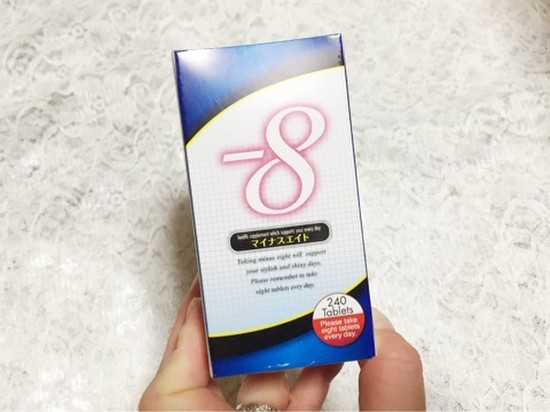 -8
health supplement which support your every day
マイナスエイト
Taking minus eight will support
your stylish and shiny days.
Please remember to take
eight tablets every day.
240
Tablets
Please take
eight tablets
every day.